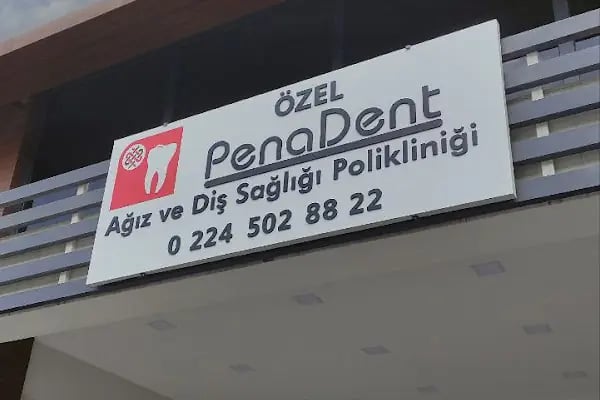 ÖZEL
PenaDent
Ağız ve Diş Sağlığı Polikliniği
0 224 502 88 22